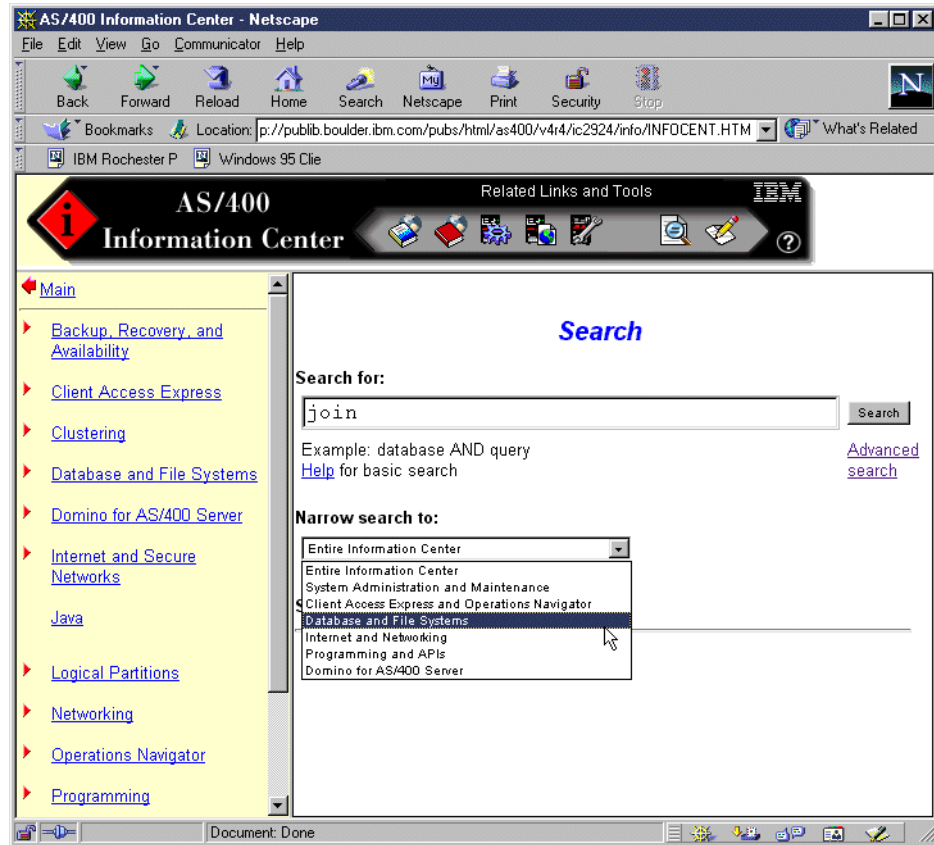 AS/400 Information Center - Netscape
File Edit View Go Communicator Help
Back Forward Reload Home Search Netscape Print Security Stop
My
N
Bookmarks Location: p://publib.boulder.ibm.com/pubs/html/as400/v4r4/ic2924/info/INFOCENT.HTM What's Related
IBM Rochester P Windows 95 Clie
i
AS/400
Information Center
Related Links and Tools
IBM
?
Main
Backup, Recovery, and
Availability
Client Access Express
Clustering
Database and File Systems
Domino for AS/400 Server
Internet and Secure
Networks
Java
Logical Partitions
Networking
Operations Navigator
Programming
Search
Search for:
join
Search
Example: database AND query
Help for basic search
Advanced
search
Narrow search to:
Entire Information Center
Entire Information Center
System Administration and Maintenance
Client Access Express and Operations Navigator
Database and File Systems
Internet and Networking
Programming and APIs
Domino for AS/400 Server
Document: Done